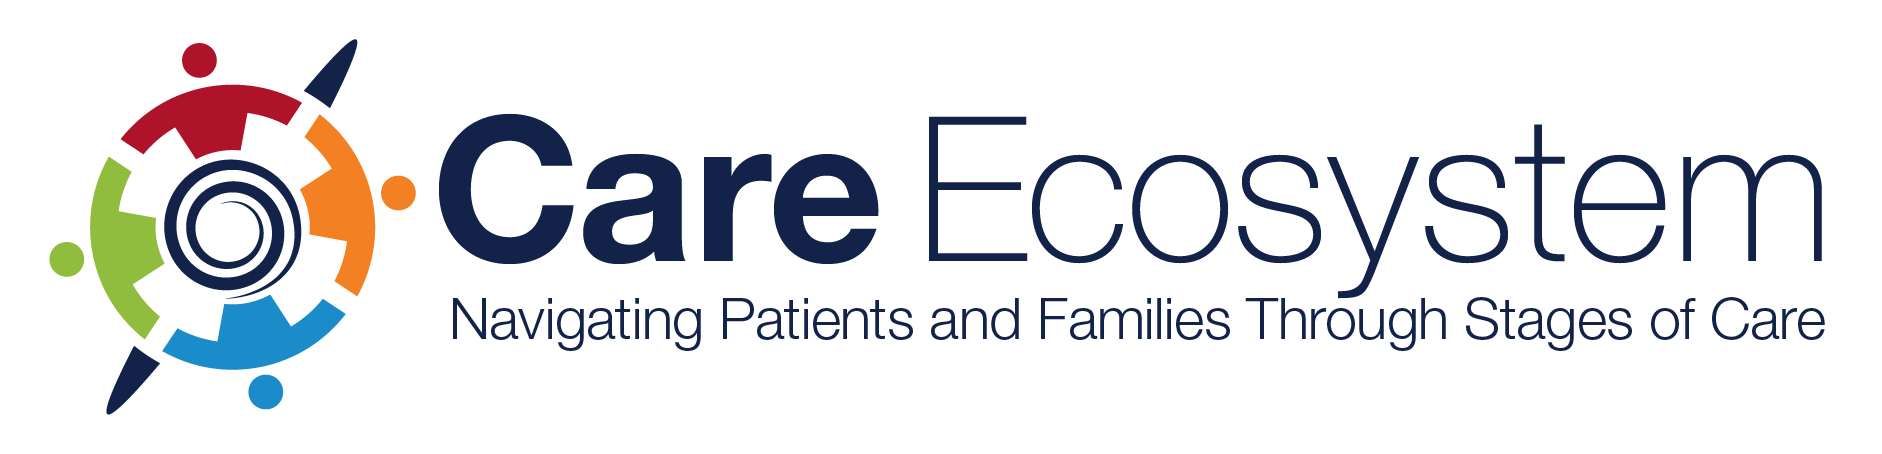 Care Ecosystem
Navigating Patients and Families Through Stages of Care